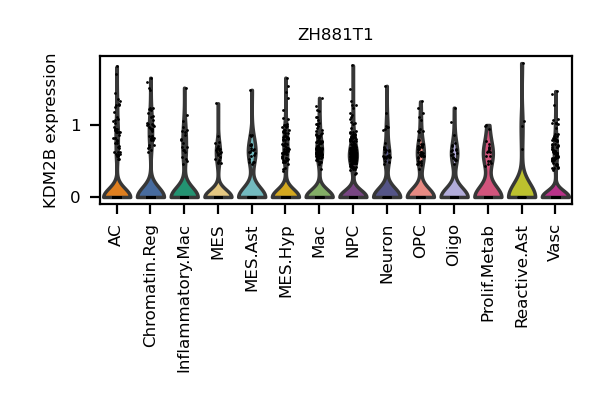 ZH881T1
KDM2B expression
1
0
AC
Chromatin.Reg
Inflammatory.Mac
MES
MES.Ast
MES.Hyp
Mac
NPC
Neuron
OPC
Oligo
Prolif.Metab
Reactive.Ast
Vasc